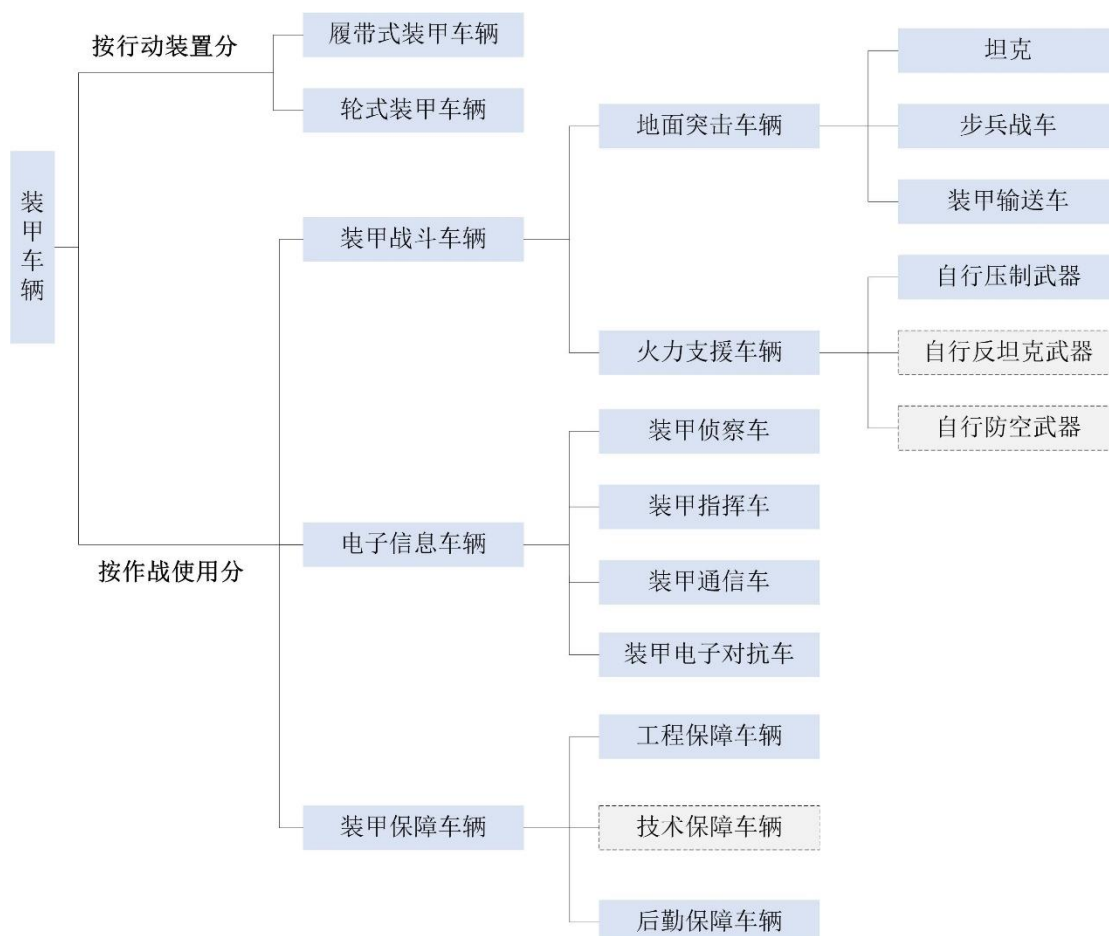 装甲车辆
按行动装置分
履带式装甲车辆
轮式装甲车辆
按作战使用分
装甲战斗车辆
地面突击车辆
坦克
步兵战车
装甲输送车
火力支援车辆
自行压制武器
自行反坦克武器
自行防空武器
电子信息车辆
装甲侦察车
装甲指挥车
装甲通信车
装甲电子对抗车
装甲保障车辆
工程保障车辆
技术保障车辆
后勤保障车辆